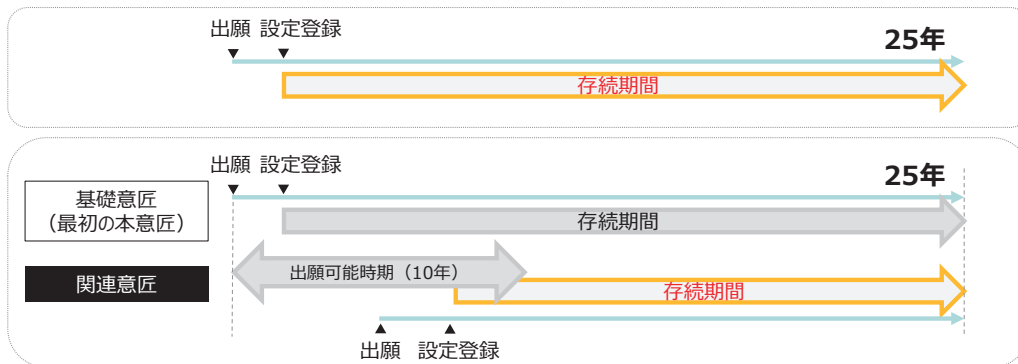 出願 設定登録
25年
存続期間
出願 設定登録
25年
基礎意匠
（最初の本意匠）
存続期間
出願可能時期（10年）
関連意匠
存続期間
出願 設定登録